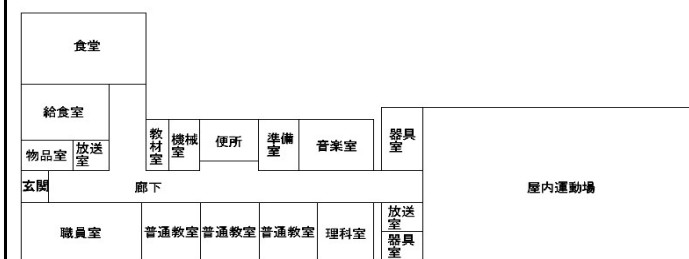 食堂
給食室
物品室
放送
室
教
材
室
機械
室
便所
準備
室
音楽室
器具
室
玄関
廊下
屋内運動場
職員室
普通教室
普通教室
普通教室
理科室
放送
室
器具
室